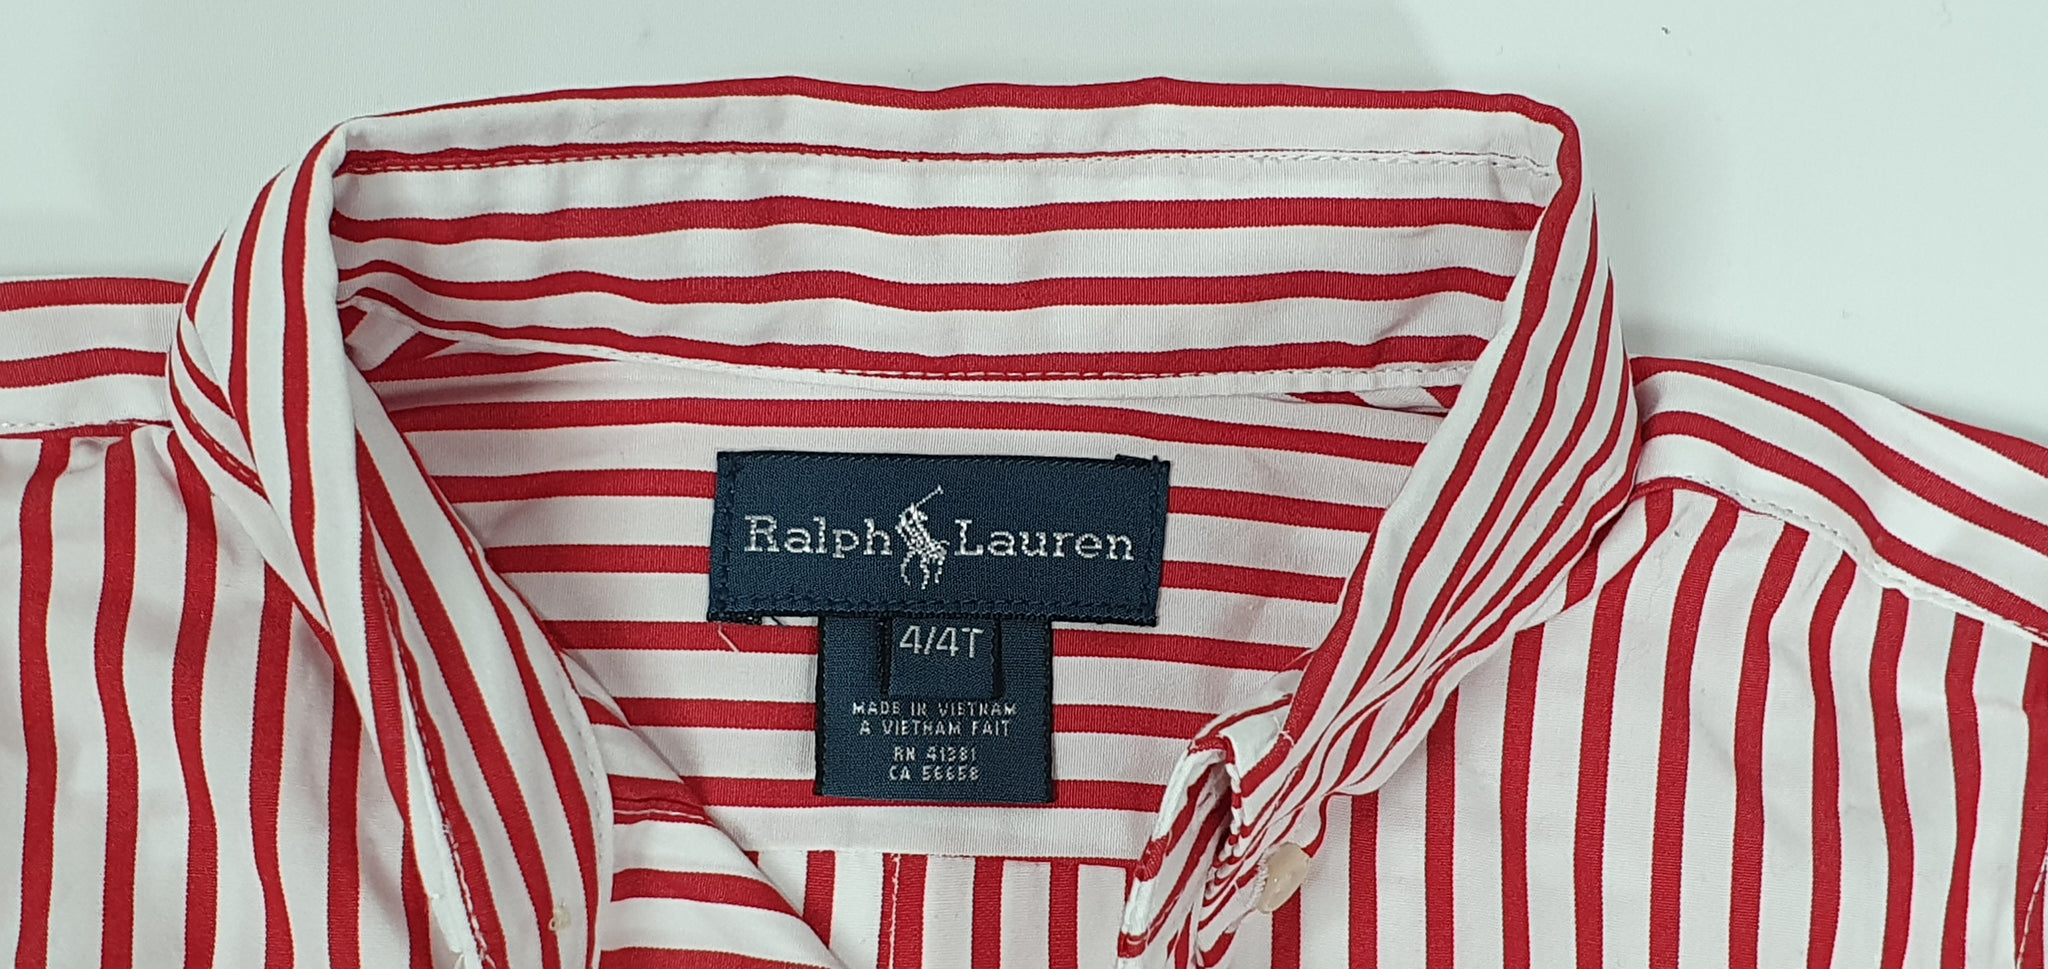 Ralph Lauren
4/4T
MADE IN VIETNAM
A VIETNAM FAIT
RN 41381
CA 56658